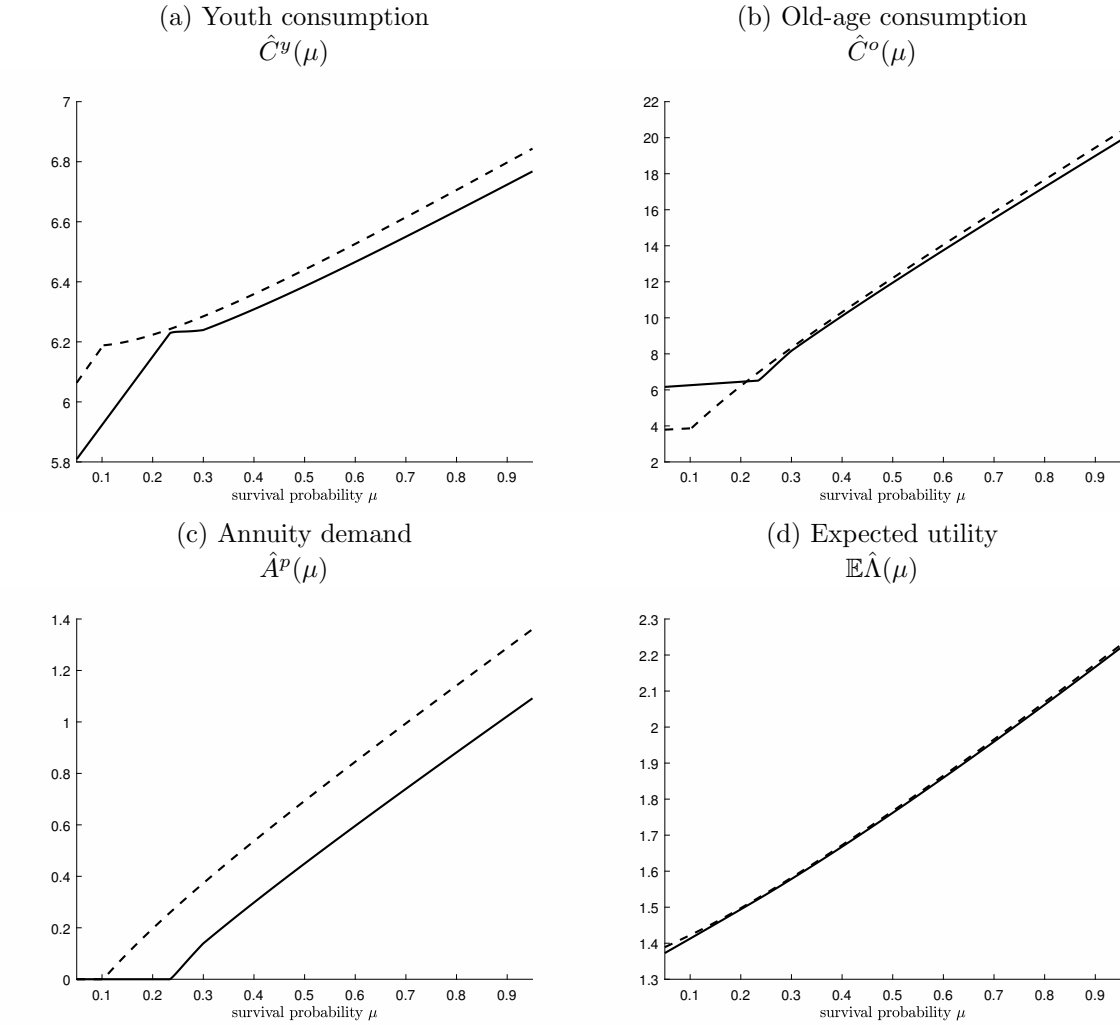 (a) Youth consumption
Ĉʸ(μ)
7
6.8
6.6
6.4
6.2
6
5.8
0.1 0.2 0.3 0.4 0.5 0.6 0.7 0.8 0.9
survival probability μ
(b) Old-age consumption
Ĉᵒ(μ)
22
20
18
16
14
12
10
8
6
4
2
0.1 0.2 0.3 0.4 0.5 0.6 0.7 0.8 0.9
survival probability μ
(c) Annuity demand
Âᵖ(μ)
1.4
1.2
1
0.8
0.6
0.4
0.2
0
0.1 0.2 0.3 0.4 0.5 0.6 0.7 0.8 0.9
survival probability μ
(d) Expected utility
𝔼Λ̂(μ)
2.3
2.2
2.1
2
1.9
1.8
1.7
1.6
1.5
1.4
1.3
0.1 0.2 0.3 0.4 0.5 0.6 0.7 0.8 0.9
survival probability μ